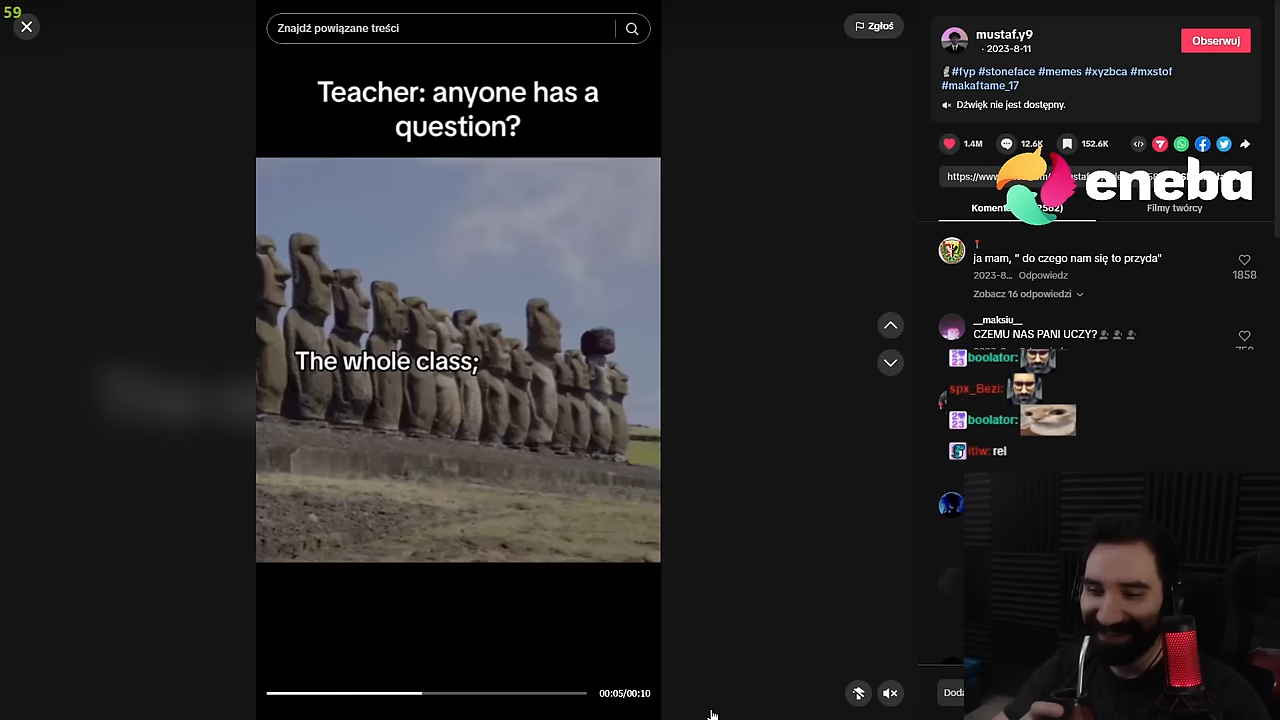 59
Znajdź powiązane treści
Zgłoś
Teacher: anyone has a
question?
The whole class;
00:05/00:10
mustaf.y9
· 2023-8-11
Obserwuj
#fyp #stoneface #memes #xyzbca #mxstof
#makaftame_17
Dźwięk nie jest dostępny.
1.4M
12.6K
152.6K
eneba
Filmy twórcy
ja mam, " do czego nam się to przyda"
2023-8... Odpowiedz
1858
Zobacz 16 odpowiedzi
__maksiu__
CZEMU NAS PANI UCZY?
boolator:
spx_Bezi:
boolator:
itlw: rel